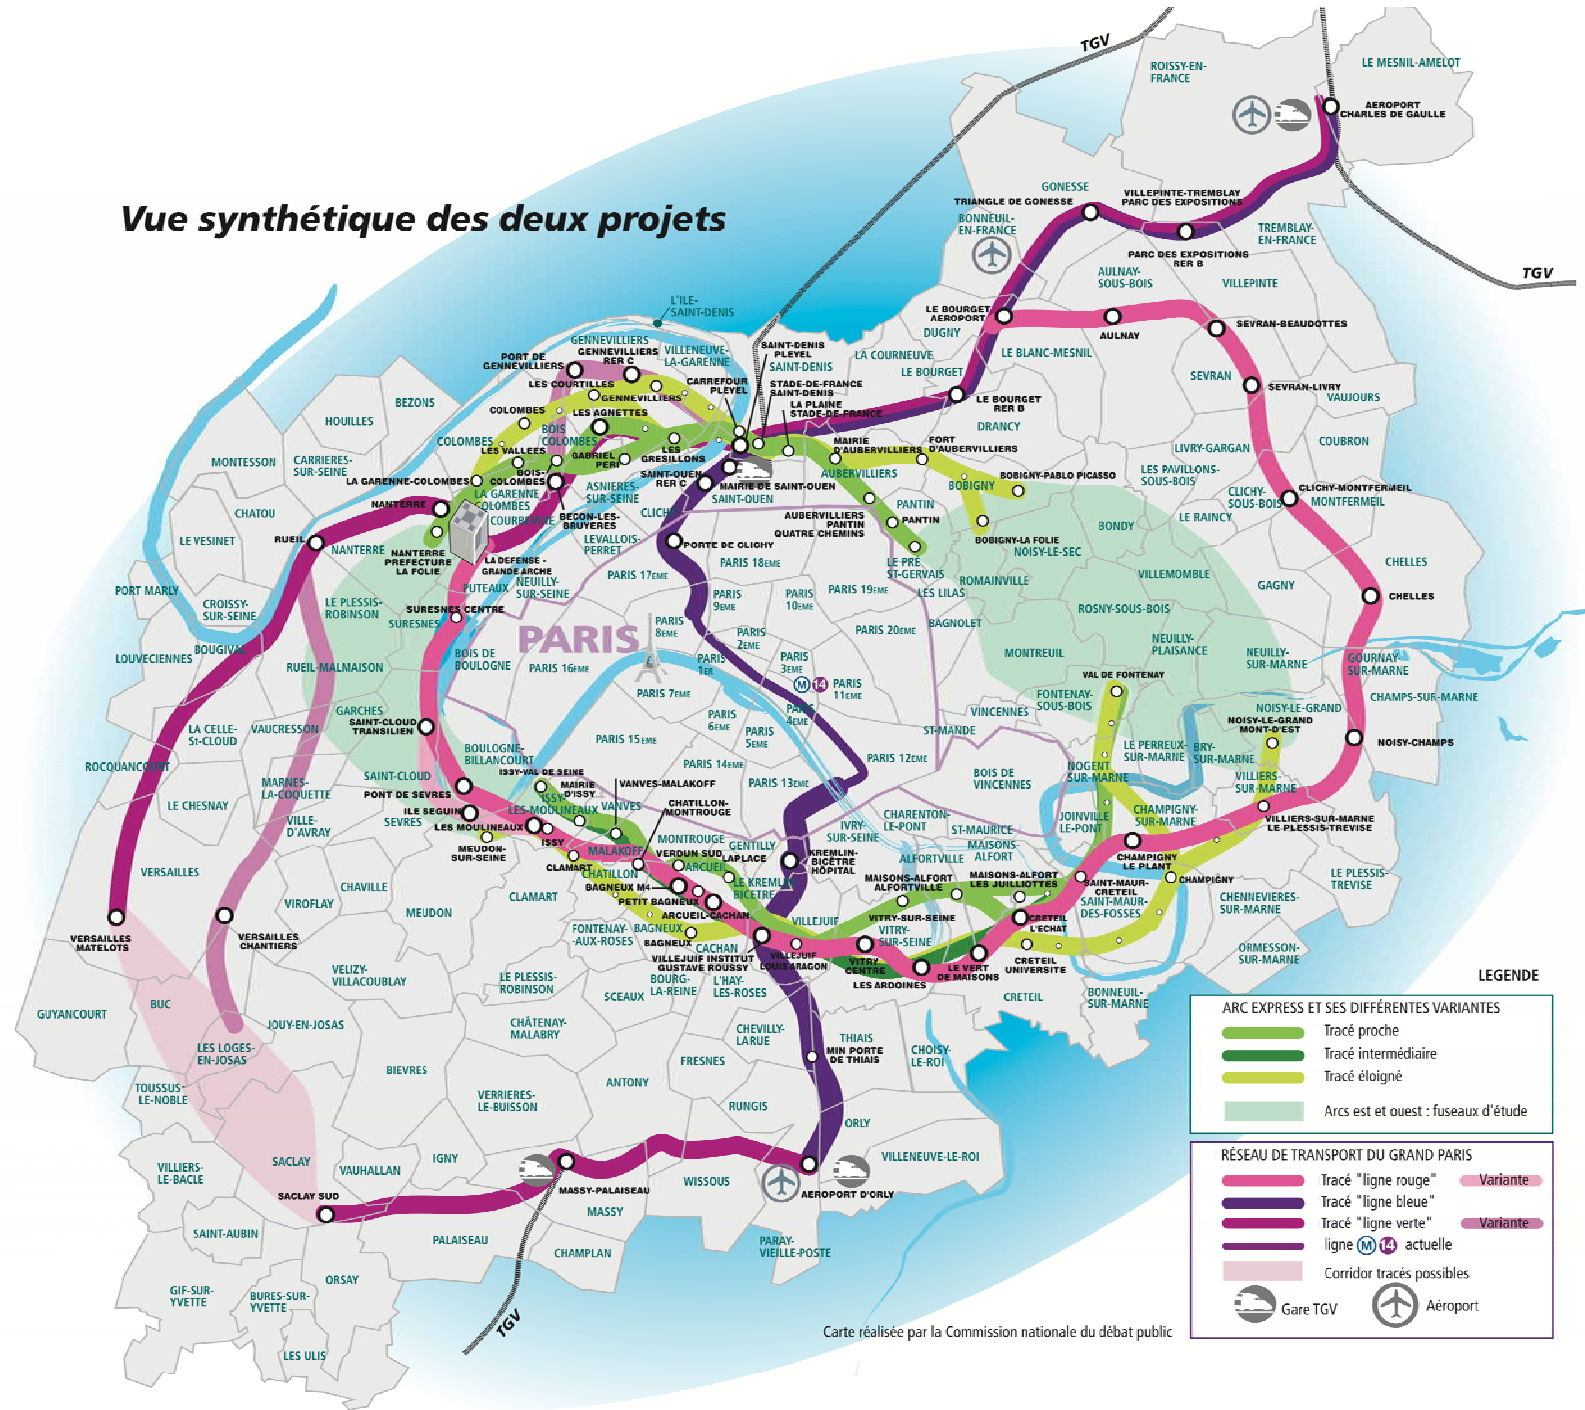 TGV
ROISSY-EN-
FRANCE
LE MESNIL-AMELOT
AEROPORT
CHARLES DE GAULLE
Vue synthétique des deux projets
GONESSE
TRIANGLE DE GONESSE
VILLEPINTE-TREMBLAY
PARC DES EXPOSITIONS
BONNEUIL-
EN-FRANCE
TREMBLAY-
EN-FRANCE
PARC DES EXPOSITIONS
RER B
TGV
AULNAY-
SOUS-BOIS
VILLEPINTE
L'ILE-
SAINT-DENIS
LE BOURGET
AEROPORT
DUGNY
AULNAY
SEVRAN-BEAUDOTTES
GENNEVILLIERS
GENNEVILLIERS
RER C
VILLENEUVE-
LA-GARENNE
SAINT-DENIS
PLEYEL
SAINT-DENIS
LA COURNEUVE
LE BLANC-MESNIL
PORT DE
GENNEVILLIERS
LE BOURGET
SEVRAN
LES COURTILLES
CARREFOUR
PLEYEL
STADE-DE-FRANCE
SAINT-DENIS
SEVRAN-LIVRY
VAUJOURS
GENNEVILLIERS
LA PLAINE
STADE-DE-FRANCE
LE BOURGET
RER B
BEZONS
COLOMBES
LES AGNETTES
HOUILLES
DRANCY
BOIS
COLOMBES
COLOMBES
MAIRIE
D'AUBERVILLIERS
FORT
D'AUBERVILLIERS
COUBRON
LIVRY-GARGAN
LES VALLEES
GABRIEL
PERI
LES
GRESILLONS
MONTESSON
CARRIERES-
SUR-SEINE
AUBERVILLIERS
LES PAVILLONS-
SOUS-BOIS
LA GARENNE-COLOMBES
BOIS-
COLOMBES
SAINT-OUEN
RER C
MAIRIE DE SAINT-OUEN
BOBIGNY
BOBIGNY-PABLO PICASSO
LA GARENNE
COLOMBES
ASNIERES
SUR-SEINE
SAINT-OUEN
CLICHY-
SOUS-BOIS
CLICHY-MONTFERMEIL
MONTFERMEIL
NANTERRE
CHATOU
COURBEVOIE
BECON-LES-
BRUYERES
CLICHY
PANTIN
AUBERVILLIERS
PANTIN
QUATRE CHEMINS
PANTIN
BONDY
LE RAINCY
LE VESINET
RUEIL
NANTERRE
LEVALLOIS-
PERRET
PORTE DE CLICHY
BOBIGNY-LA FOLIE
NOISY-LE-SEC
NANTERRE
PREFECTURE
LA FOLIE
LA DEFENSE -
GRANDE ARCHE
PARIS 18EME
LE PRE
ST-GERVAIS
CHELLES
PORT MARLY
PUTEAUX
NEUILLY-
SUR-SEINE
PARIS 17EME
ROMAINVILLE
VILLEMOMBLE
GAGNY
CROISSY-
SUR-SEINE
LE PLESSIS-
ROBINSON
SURESNES CENTRE
SURESNES
PARIS
9EME
PARIS
10EME
PARIS 19EME
LES LILAS
ROSNY-SOUS-BOIS
CHELLES
PARIS
PARIS
8EME
PARIS
2EME
PARIS 20EME
BAGNOLET
NEUILLY-
PLAISANCE
LOUVECIENNES
BOUGIVAL
RUEIL-MALMAISON
BOIS DE
BOULOGNE
PARIS 16EME
PARIS
1ER
PARIS
3EME
MONTREUIL
NEUILLY-
SUR-MARNE
GOURNAY-
SUR-MARNE
PARIS 7EME
M 14
PARIS
11EME
VAL DE FONTENAY
CHAMPS-SUR-MARNE
GARCHES
SAINT-CLOUD
TRANSILIEN
PARIS
4EME
FONTENAY-
SOUS-BOIS
VINCENNES
NOISY-LE-GRAND
NOISY-LE-GRAND
MONT-D'EST
LA CELLE-
St-CLOUD
VAUCRESSON
PARIS
6EME
PARIS
5EME
ST-MANDE
NOISY-CHAMPS
BOULOGNE-
BILLANCOURT
PARIS 15EME
LE PERREUX-
SUR-MARNE
BRY-
SUR-MARNE
ROCQUANCOURT
SAINT-CLOUD
ISSY-VAL DE SEINE
PARIS 14EME
PARIS 12EME
NOGENT
SUR-MARNE
VILLIERS-
SUR-MARNE
MARNES-
LA-COQUETTE
PONT DE SEVRES
MAIRIE
D'ISSY
VANVES-MALAKOFF
PARIS 13EME
BOIS DE
VINCENNES
LE CHESNAY
ILE SEGUIN
ISSY
LES-MOULINEAUX
VANVES
CHATILLON-
MONTROUGE
CHARENTON-
LE-PONT
JOINVILLE
LE-PONT
CHAMPIGNY-
SUR-MARNE
VILLE-
D'AVRAY
SEVRES
LES MOULINEAUX
ISSY
MONTROUGE
GENTILLY
IVRY-
SUR-SEINE
ST-MAURICE
VILLIERS-SUR-MARNE
LE-PLESSIS-TREVISE
MEUDON-
SUR-SEINE
MALAKOFF
VERDUN SUD
LAPLACE
KREMLIN-
BICÊTRE
HÔPITAL
ALFORTVILLE
MAISONS-
ALFORT
CHAMPIGNY
LE PLANT
VERSAILLES
CLAMART
CHATILLON
ARCUEIL
LE KREMLIN
BICETRE
MAISONS-ALFORT
ALFORTVILLE
MAISONS-ALFORT
LES JUILLIOTTES
SAINT-MAUR-
CRETEIL
CHAMPIGNY
LE PLESSIS-
TREVISE
CHAVILLE
CLAMART
BAGNEUX M4
PETIT BAGNEUX
SAINT-MAUR-
DES-FOSSES
CHENNEVIERES-
SUR-MARNE
VIROFLAY
MEUDON
ARCUEIL-CACHAN
VILLEJUIF
VITRY-SUR-SEINE
CRETEIL
L'ECHAT
VERSAILLES
MATELOTS
VERSAILLES
CHANTIERS
FONTENAY-
AUX-ROSES
BAGNEUX
BAGNEUX
CACHAN
VITRY-
SUR-SEINE
ORMESSON-
SUR-MARNE
VILLEJUIF INSTITUT
GUSTAVE ROUSSY
VILLEJUIF
LOUIS ARAGON
VITRY
CENTRE
LES ARDOINES
LE VERT
DE MAISONS
CRETEIL
UNIVERSITE
VELIZY-
VILLACOUBLAY
LE PLESSIS-
ROBINSON
SCEAUX
BOURG-
LA-REINE
L'HAY-
LES-ROSES
CRETEIL
BONNEUIL-
SUR-MARNE
LEGENDE
BUC
GUYANCOURT
JOUY-EN-JOSAS
CHÂTENAY-
MALABRY
CHEVILLY-
LARUE
THIAIS
ARC EXPRESS ET SES DIFFÉRENTES VARIANTES
Tracé proche
LES LOGES-
EN-JOSAS
MIN PORTE
DE THIAIS
CHOISY-
LE-ROI
Tracé intermédiaire
BIEVRES
FRESNES
Tracé éloigné
TOUSSUS-
LE-NOBLE
ANTONY
VERRIERES-
LE-BUISSON
RUNGIS
ORLY
Arcs est et ouest : fuseaux d'étude
VILLIERS-
LE-BACLE
SACLAY
VAUHALLAN
IGNY
VILLENEUVE-LE-ROI
RÉSEAU DE TRANSPORT DU GRAND PARIS
SACLAY SUD
MASSY-PALAISEAU
WISSOUS
AEROPORT D'ORLY
Tracé "ligne rouge"
Variante
Tracé "ligne bleue"
MASSY
SAINT-AUBIN
PALAISEAU
CHAMPLAN
PARAY-
VIEILLE-POSTE
Tracé "ligne verte"
Variante
ligne M 14 actuelle
Corridor tracés possibles
ORSAY
GIF-SUR-
YVETTE
BURES-SUR-
YVETTE
Gare TGV
Aéroport
TGV
LES ULIS
Carte réalisée par la Commission nationale du débat public